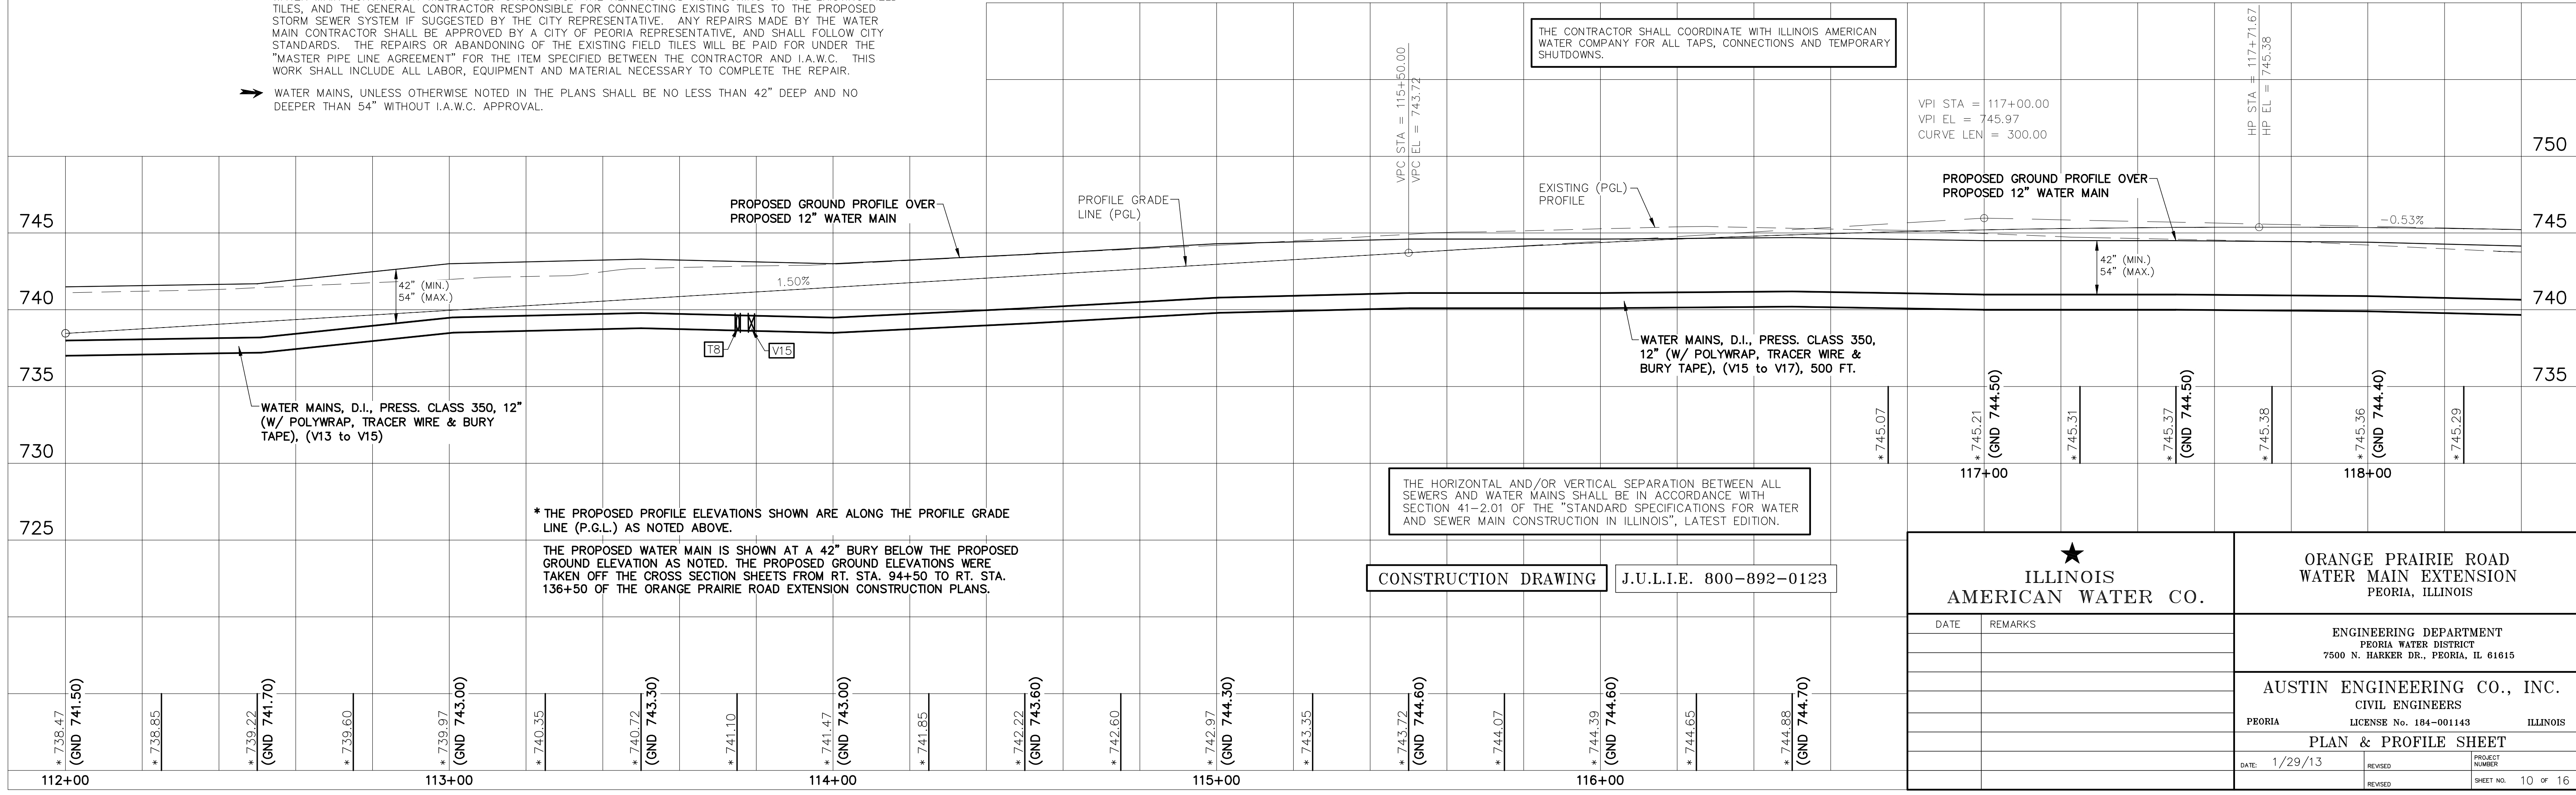 TILES, AND THE GENERAL CONTRACTOR RESPONSIBLE FOR CONNECTING EXISTING TILES TO THE PROPOSED
STORM SEWER SYSTEM IF SUGGESTED BY THE CITY REPRESENTATIVE. ANY REPAIRS MADE BY THE WATER
MAIN CONTRACTOR SHALL BE APPROVED BY A CITY OF PEORIA REPRESENTATIVE, AND SHALL FOLLOW CITY
STANDARDS. THE REPAIRS OR ABANDONING OF THE EXISTING FIELD TILES WILL BE PAID FOR UNDER THE
"MASTER PIPE LINE AGREEMENT" FOR THE ITEM SPECIFIED BETWEEN THE CONTRACTOR AND I.A.W.C. THIS
WORK SHALL INCLUDE ALL LABOR, EQUIPMENT AND MATERIAL NECESSARY TO COMPLETE THE REPAIR.
WATER MAINS, UNLESS OTHERWISE NOTED IN THE PLANS SHALL BE NO LESS THAN 42" DEEP AND NO
DEEPER THAN 54" WITHOUT I.A.W.C. APPROVAL.
THE CONTRACTOR SHALL COORDINATE WITH ILLINOIS AMERICAN
WATER COMPANY FOR ALL TAPS, CONNECTIONS AND TEMPORARY
SHUTDOWNS.
VPC STA = 115+50.00
VPC EL = 743.72
VPI STA = 117+00.00
VPI EL = 745.97
CURVE LEN = 300.00
HP STA = 117+71.67
HP EL = 745.38
750
745
740
735
730
725
745
740
735
PROPOSED GROUND PROFILE OVER
PROPOSED 12" WATER MAIN
PROFILE GRADE
LINE (PGL)
EXISTING (PGL)
PROFILE
PROPOSED GROUND PROFILE OVER
PROPOSED 12" WATER MAIN
-0.53%
42" (MIN.)
54" (MAX.)
1.50%
42" (MIN.)
54" (MAX.)
T8
V15
WATER MAINS, D.I., PRESS. CLASS 350,
12" (W/ POLYWRAP, TRACER WIRE &
BURY TAPE), (V15 to V17), 500 FT.
WATER MAINS, D.I., PRESS. CLASS 350, 12"
(W/ POLYWRAP, TRACER WIRE & BURY
TAPE), (V13 to V15)
* 745.07
* 745.21
(GND 744.50)
* 745.31
* 745.37
(GND 744.50)
* 745.38
* 745.36
(GND 744.40)
* 745.29
117+00
118+00
THE HORIZONTAL AND/OR VERTICAL SEPARATION BETWEEN ALL
SEWERS AND WATER MAINS SHALL BE IN ACCORDANCE WITH
SECTION 41-2.01 OF THE "STANDARD SPECIFICATIONS FOR WATER
AND SEWER MAIN CONSTRUCTION IN ILLINOIS", LATEST EDITION.
* THE PROPOSED PROFILE ELEVATIONS SHOWN ARE ALONG THE PROFILE GRADE
LINE (P.G.L.) AS NOTED ABOVE.
THE PROPOSED WATER MAIN IS SHOWN AT A 42" BURY BELOW THE PROPOSED
GROUND ELEVATION AS NOTED. THE PROPOSED GROUND ELEVATIONS WERE
TAKEN OFF THE CROSS SECTION SHEETS FROM RT. STA. 94+50 TO RT. STA.
136+50 OF THE ORANGE PRAIRIE ROAD EXTENSION CONSTRUCTION PLANS.
CONSTRUCTION DRAWING
J.U.L.I.E. 800-892-0123
* 738.47
(GND 741.50)
* 738.85
* 739.22
(GND 741.70)
* 739.60
* 739.97
(GND 743.00)
* 740.35
* 740.72
(GND 743.30)
* 741.10
* 741.47
(GND 743.00)
* 741.85
* 742.22
(GND 743.60)
* 742.60
* 742.97
(GND 744.30)
* 743.35
* 743.72
(GND 744.60)
* 744.07
* 744.39
(GND 744.60)
* 744.65
* 744.88
(GND 744.70)
112+00
113+00
114+00
115+00
116+00
ILLINOIS
AMERICAN WATER CO.
DATE
REMARKS
ORANGE PRAIRIE ROAD
WATER MAIN EXTENSION
PEORIA, ILLINOIS
ENGINEERING DEPARTMENT
PEORIA WATER DISTRICT
7500 N. HARKER DR., PEORIA, IL 61615
AUSTIN ENGINEERING CO., INC.
CIVIL ENGINEERS
PEORIA LICENSE No. 184-001143 ILLINOIS
PLAN & PROFILE SHEET
DATE: 1/29/13
REVISED
PROJECT
NUMBER
REVISED
SHEET NO. 10 OF 16